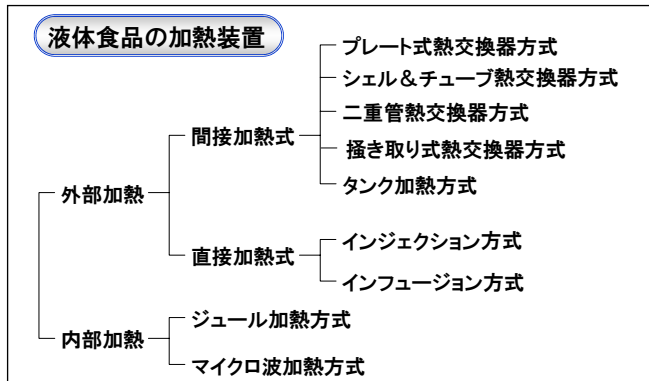 液体食品の加熱装置
プレート式熱交換器方式
シェル＆チューブ熱交換器方式
二重管熱交換器方式
掻き取り式熱交換器方式
タンク加熱方式
間接加熱式
外部加熱
直接加熱式
インジェクション方式
インフュージョン方式
内部加熱
ジュール加熱方式
マイクロ波加熱方式